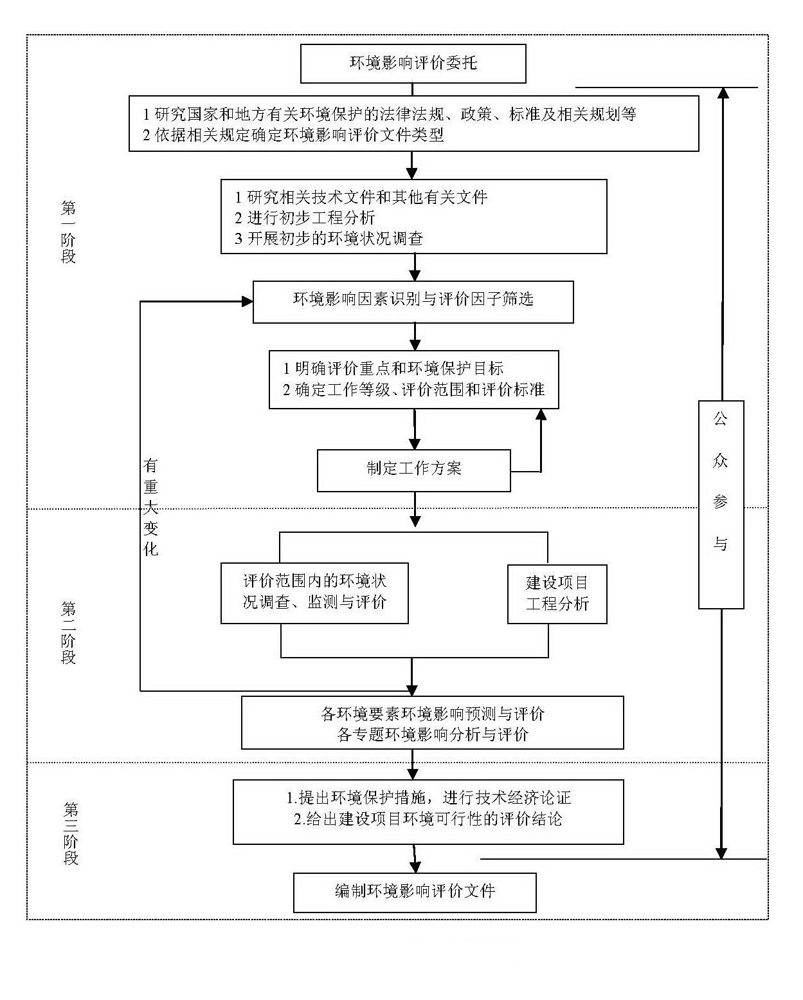 环境影响评价委托
1 研究国家和地方有关环境保护的法律法规、政策、标准及相关规划等
2 依据相关规定确定环境影响评价文件类型
1 研究相关技术文件和其他有关文件
2 进行初步工程分析
3 开展初步的环境状况调查
第一阶段
环境影响因素识别与评价因子筛选
1 明确评价重点和环境保护目标
2 确定工作等级、评价范围和评价标准
公众参与
制定工作方案
有重大变化
评价范围内的环境状
况调查、监测与评价
建设项目
工程分析
第二阶段
各环境要素环境影响预测与评价
各专题环境影响分析与评价
第三阶段
1.提出环境保护措施，进行技术经济论证
2.给出建设项目环境可行性的评价结论
编制环境影响评价文件